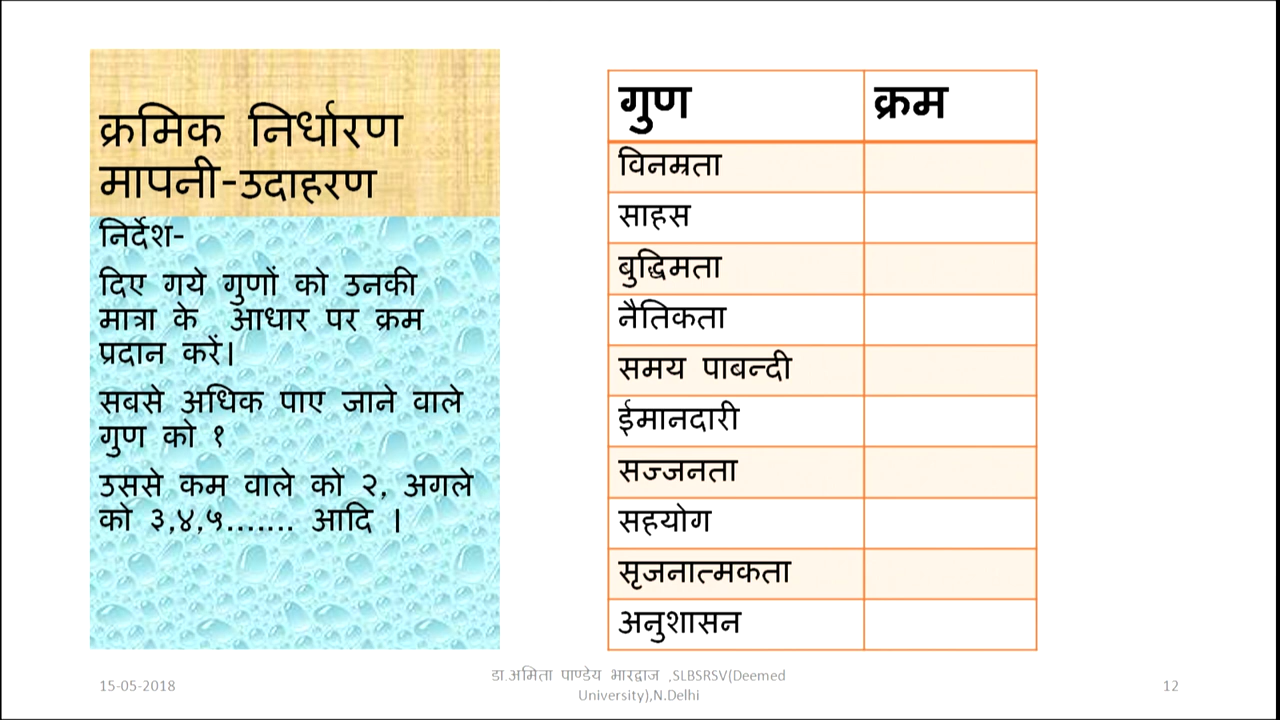 क्रमिक निर्धारण
मापनी-उदाहरण
निर्देश-
दिए गये गुणों को उनकी
मात्रा के आधार पर क्रम
प्रदान करें।
सबसे अधिक पाए जाने वाले
गुण को १
उससे कम वाले को २, अगले
को ३,४,५....... आदि ।
गुण क्रम
विनम्रता
साहस
बुद्धिमता
नैतिकता
समय पाबन्दी
ईमानदारी
सज्जनता
सहयोग
सृजनात्मकता
अनुशासन
15-05-2018
डा.अमिता पाण्डेय भारद्वाज ,SLBSRSV(Deemed
University),N.Delhi
12